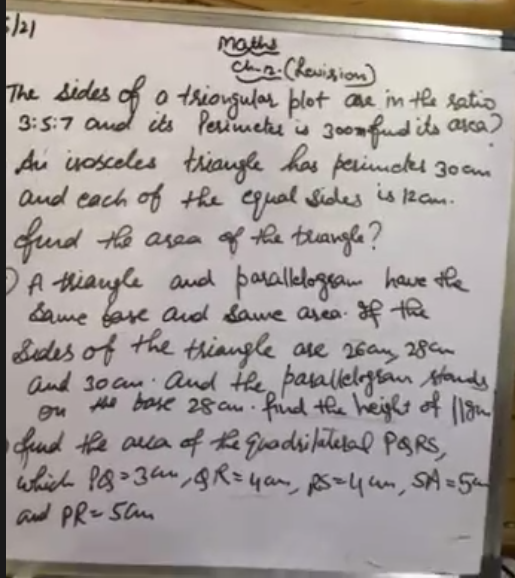 5/21
Maths
Ch.12.(Revision)
The sides of a triangular plot are in the ratio
3:5:7 and its Perimeter is 300m find its area?
An isosceles triangle has perimeter 30cm
and each of the equal sides is 12cm.
find the area of the triangle?
A triangle and parallelogram have the
same base and same area. If the
sides of the triangle are 26cm, 28cm
and 30cm. And the parallelogram stands
on the base 28cm. find the height of ||gm
find the area of the quadrilateral PQRS,
which PQ=3cm, QR=4cm, RS=4cm, SA=5cm
and PR=5cm